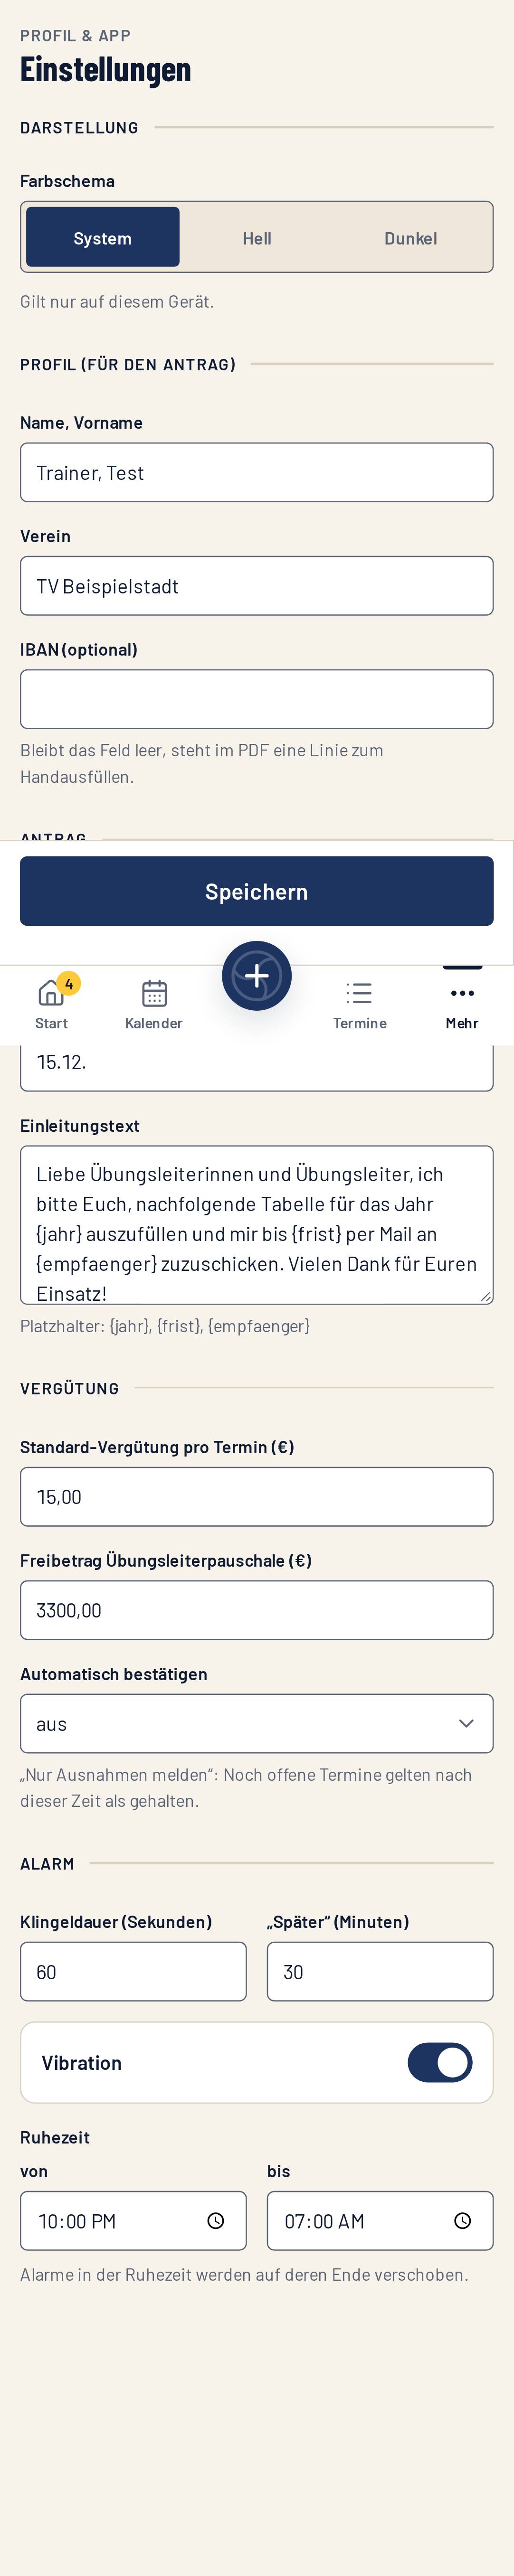 PROFIL & APP
Einstellungen
DARSTELLUNG
Farbschema
System Hell Dunkel
Gilt nur auf diesem Gerät.
PROFIL (FÜR DEN ANTRAG)
Name, Vorname
Trainer, Test
Verein
TV Beispielstadt
IBAN (optional)
Bleibt das Feld leer, steht im PDF eine Linie zum
Handausfüllen.
ANTRAG
Speichern
4
Start Kalender Termine Mehr
15.12.
Einleitungstext
Liebe Übungsleiterinnen und Übungsleiter, ich
bitte Euch, nachfolgende Tabelle für das Jahr
{jahr} auszufüllen und mir bis {frist} per Mail an
{empfaenger} zuzuschicken. Vielen Dank für Euren
Einsatz!
Platzhalter: {jahr}, {frist}, {empfaenger}
VERGÜTUNG
Standard-Vergütung pro Termin (€)
15,00
Freibetrag Übungsleiterpauschale (€)
3300,00
Automatisch bestätigen
aus
„Nur Ausnahmen melden“: Noch offene Termine gelten nach
dieser Zeit als gehalten.
ALARM
Klingeldauer (Sekunden) „Später“ (Minuten)
60 30
Vibration
Ruhezeit
von bis
10:00 PM 07:00 AM
Alarme in der Ruhezeit werden auf deren Ende verschoben.